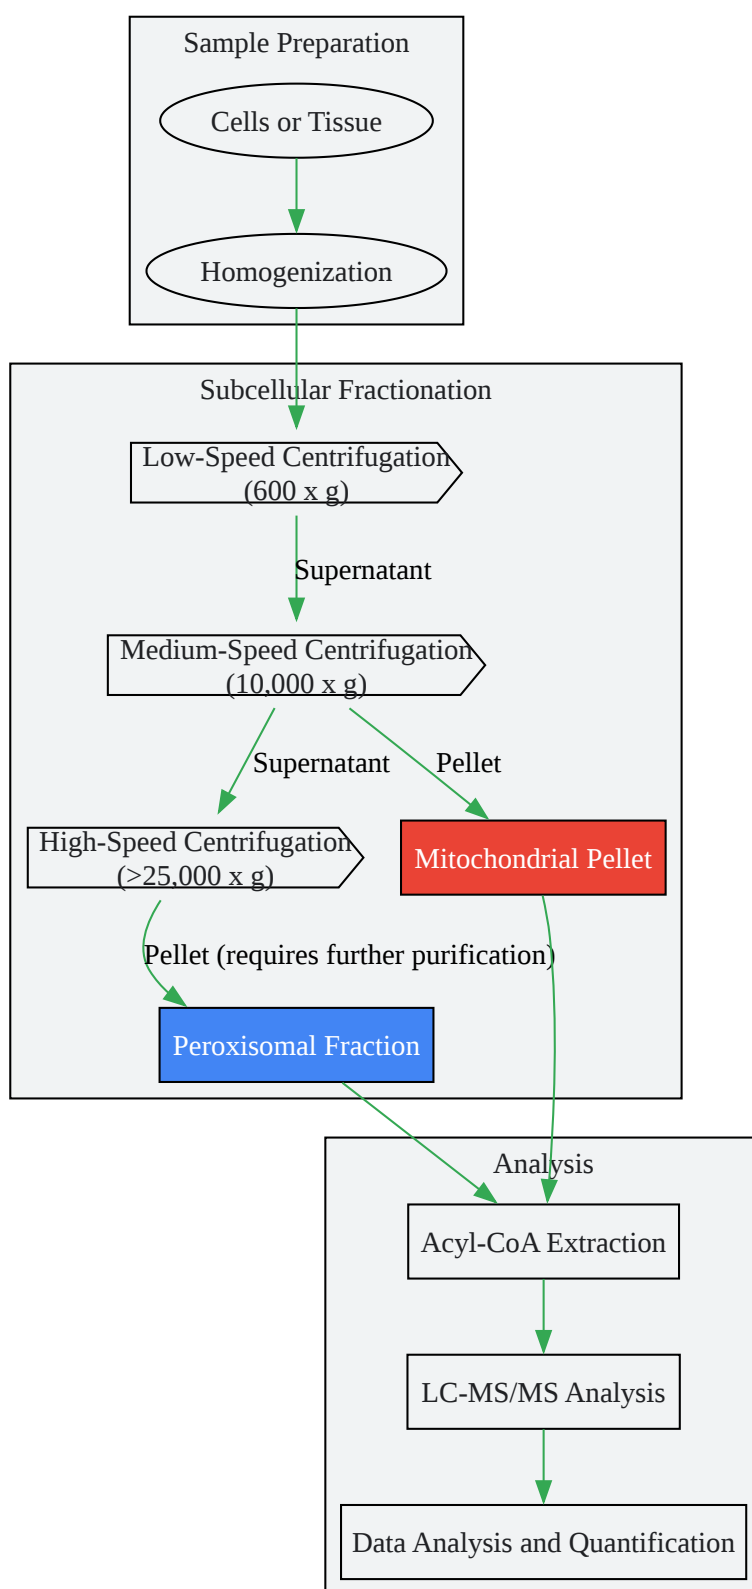 Sample Preparation
Cells or Tissue
Homogenization
Subcellular Fractionation
Low-Speed Centrifugation
(600 x g)
Supernatant
Medium-Speed Centrifugation
(10,000 x g)
Supernatant
Pellet
High-Speed Centrifugation
(>25,000 x g)
Mitochondrial Pellet
Pellet (requires further purification)
Peroxisomal Fraction
Analysis
Acyl-CoA Extraction
LC-MS/MS Analysis
Data Analysis and Quantification